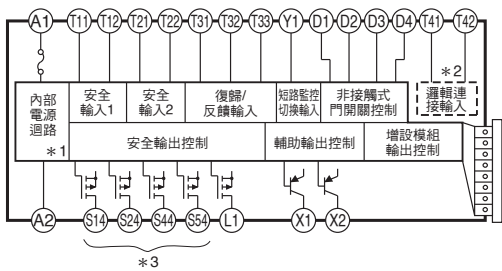 A1 T11 T12 T21 T22 T31 T32 T33 Y1 D1 D2 D3 D4 T41 T42
*2
內部
電源
迴路
*1
安全
輸入1
安全
輸入2
復歸/
反饋輸入
短路監控
切換輸入
非接觸式
門開關控制
邏輯連
接輸入
安全輸出控制
輔助輸出控制
增設模組
輸出控制
A2 S14 S24 S44 S54 L1 X1 X2
*3